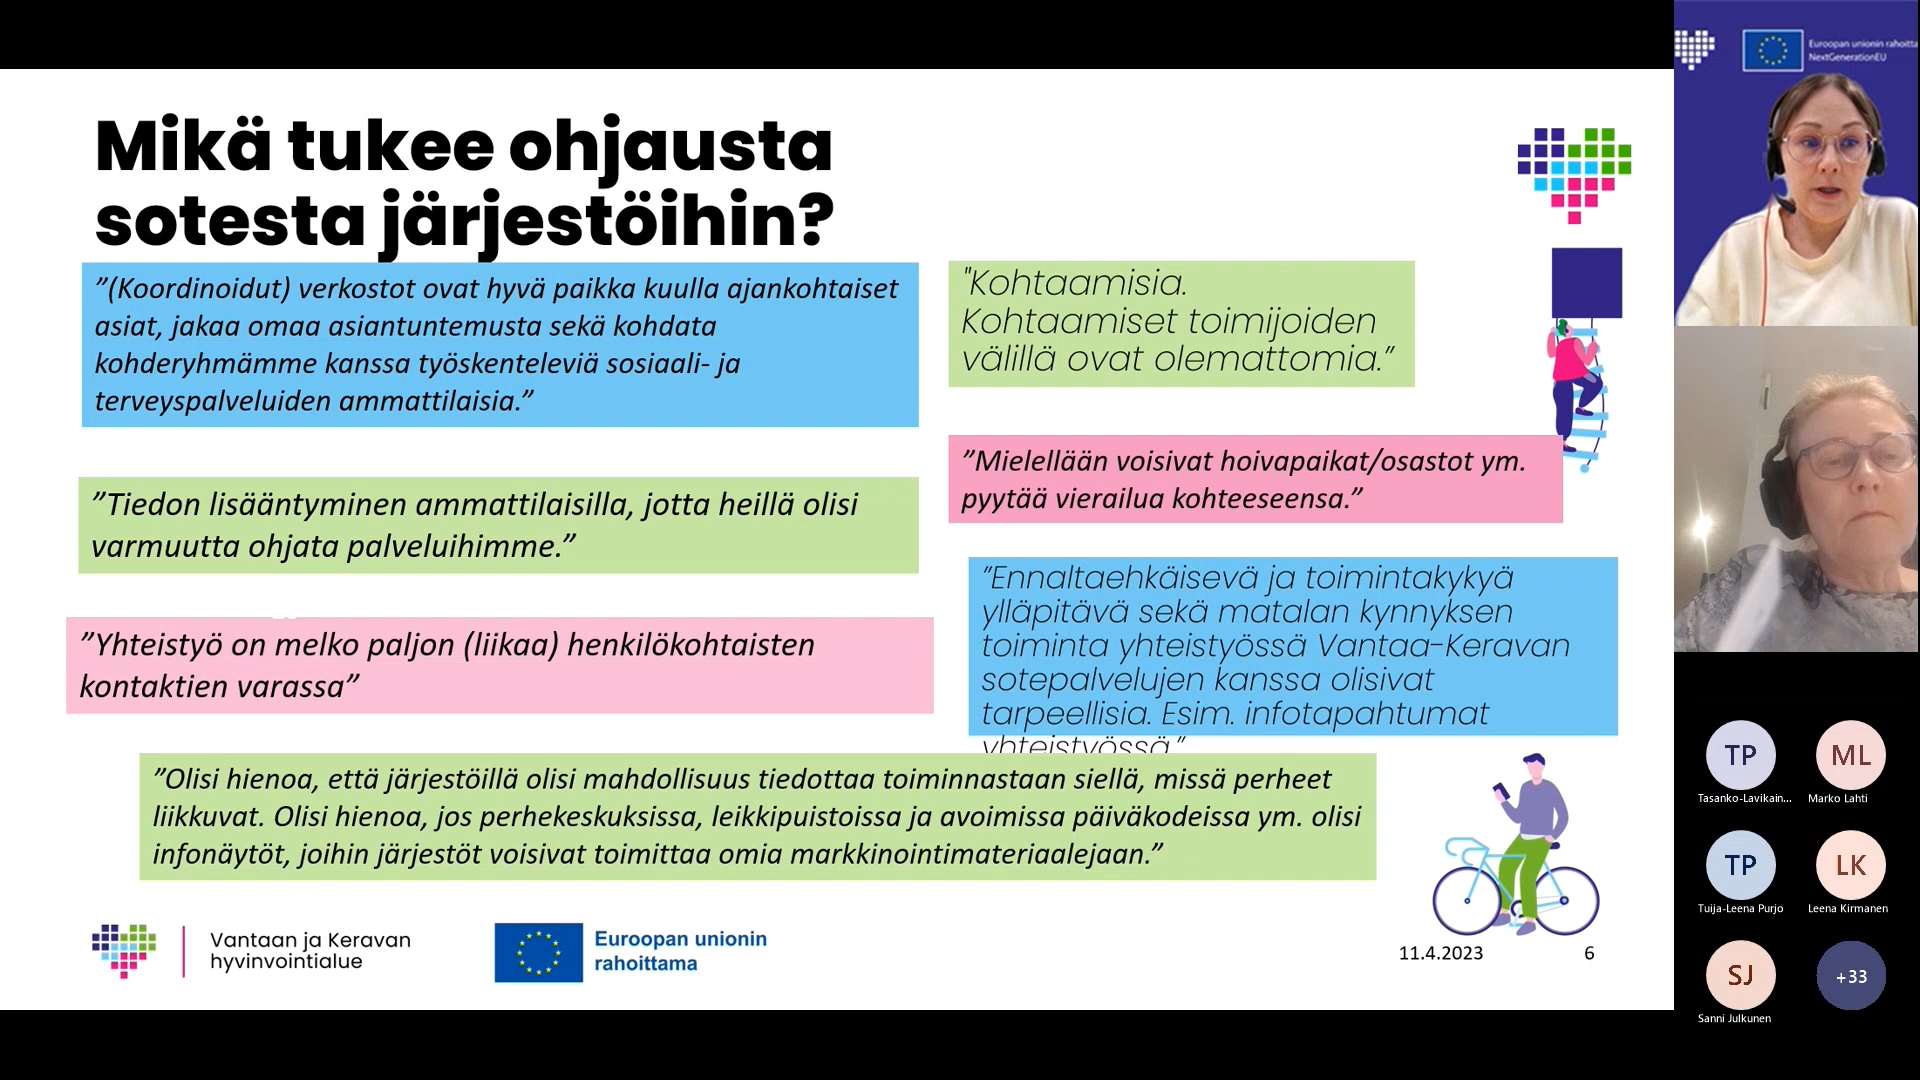 Mikä tukee ohjausta
sotesta järjestöihin?
”(Koordinoidut) verkostot ovat hyvä paikka kuulla ajankohtaiset
asiat, jakaa omaa asiantuntemusta sekä kohdata
kohderyhmämme kanssa työskenteleviä sosiaali- ja
terveyspalveluiden ammattilaisia.”
”Tiedon lisääntyminen ammattilaisilla, jotta heillä olisi
varmuutta ohjata palveluihimme.”
”Yhteistyö on melko paljon (liikaa) henkilökohtaisten
kontaktien varassa”
"Kohtaamisia.
Kohtaamiset toimijoiden
välillä ovat olemattomia.”
”Mielellään voisivat hoivapaikat/osastot ym.
pyytää vierailua kohteeseensa.”
”Ennaltaehkäisevä ja toimintakykyä
ylläpitävä sekä matalan kynnyksen
toiminta yhteistyössä Vantaa-Keravan
sotepalvelujen kanssa olisivat
tarpeellisia. Esim. infotapahtumat
yhteistyössä.”
”Olisi hienoa, että järjestöillä olisi mahdollisuus tiedottaa toiminnastaan siellä, missä perheet
liikkuvat. Olisi hienoa, jos perhekeskuksissa, leikkipuistoissa ja avoimissa päiväkodeissa ym. olisi
infonäytöt, joihin järjestöt voisivat toimittaa omia markkinointimateriaalejaan.”
Vantaan ja Keravan
hyvinvointialue
Euroopan unionin
rahoittama
11.4.2023
6
Euroopan unionin rahoitta
NextGenerationEU
TP
Tasanko-Lavikain...
ML
Marko Lahti
TP
Tuija-Leena Purjo
LK
Leena Kirmanen
SJ
Sanni Julkunen
+33